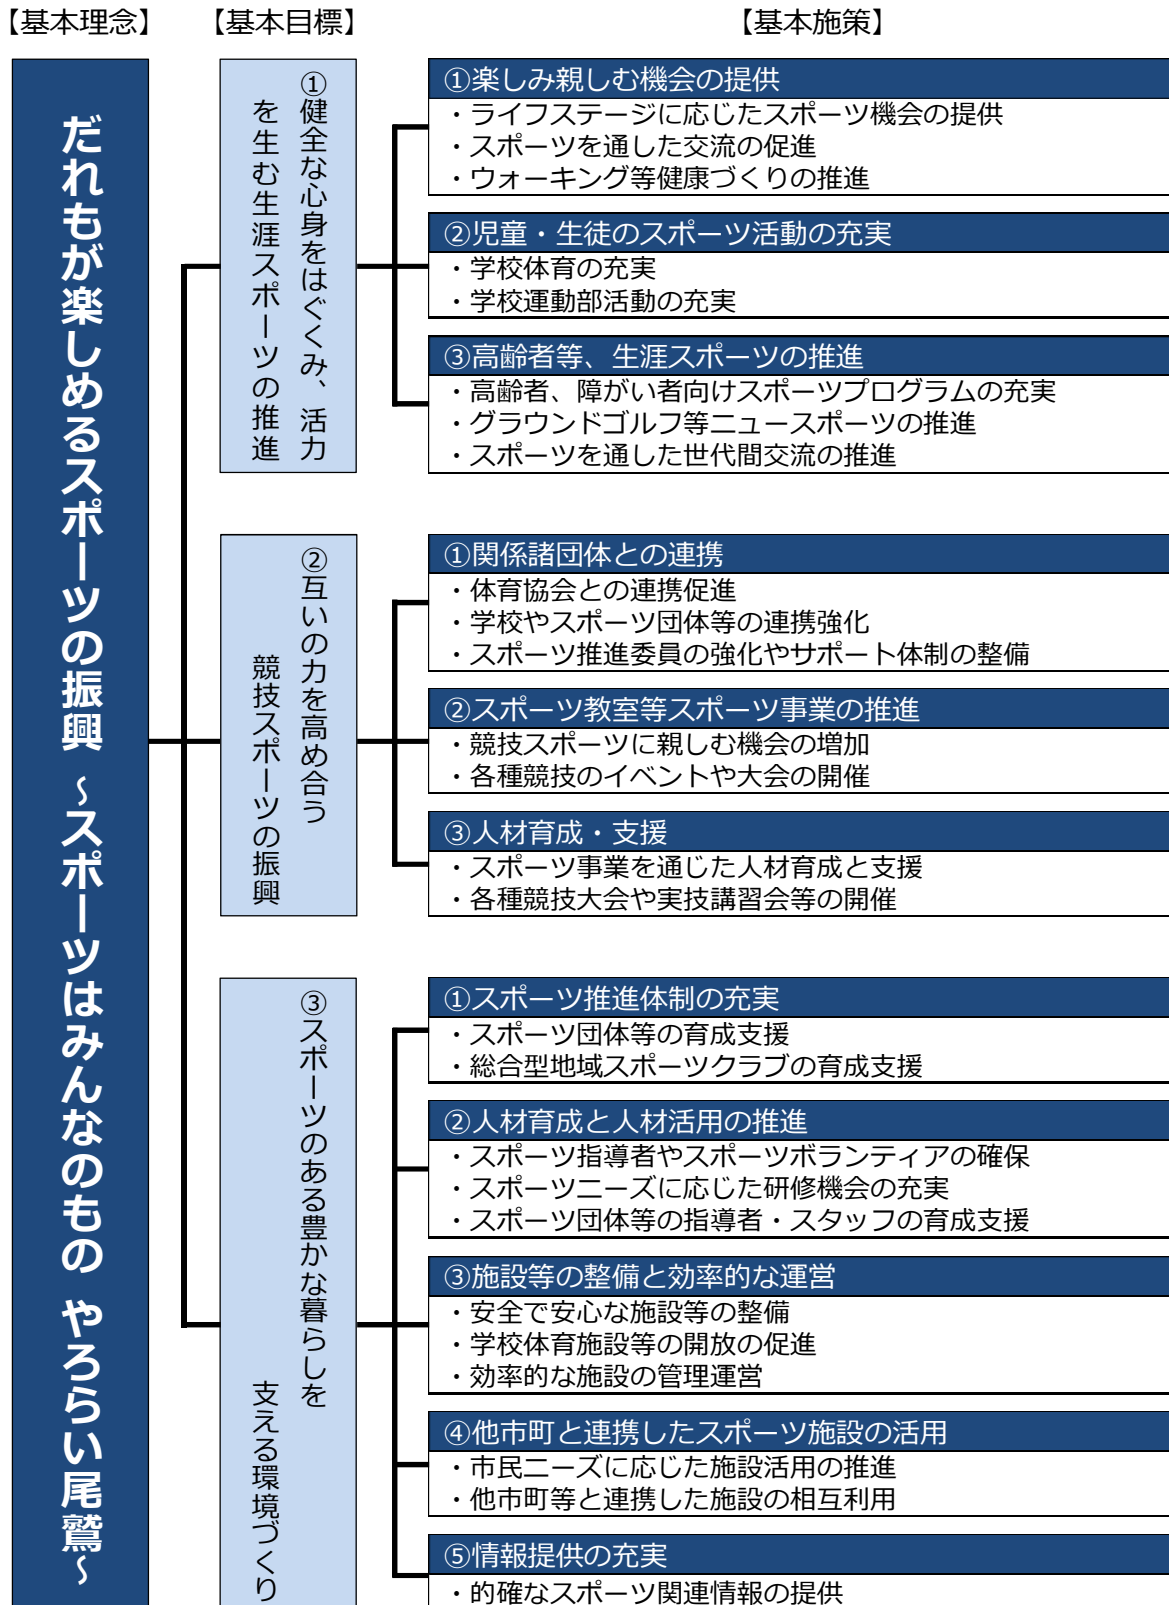 【基本理念】
【基本目標】
【基本施策】
だれもが楽しめるスポーツの振興 ～スポーツはみんなのもの やろらい尾鷲～
①健全な心身をはぐくみ、活力
を生む生涯スポーツの推進
①楽しみ親しむ機会の提供
・ライフステージに応じたスポーツ機会の提供
・スポーツを通した交流の促進
・ウォーキング等健康づくりの推進
②児童・生徒のスポーツ活動の充実
・学校体育の充実
・学校運動部活動の充実
③高齢者等、生涯スポーツの推進
・高齢者、障がい者向けスポーツプログラムの充実
・グラウンドゴルフ等ニュースポーツの推進
・スポーツを通した世代間交流の推進
②互いの力を高め合う
競技スポーツの振興
①関係諸団体との連携
・体育協会との連携促進
・学校やスポーツ団体等の連携強化
・スポーツ推進委員の強化やサポート体制の整備
②スポーツ教室等スポーツ事業の推進
・競技スポーツに親しむ機会の増加
・各種競技のイベントや大会の開催
③人材育成・支援
・スポーツ事業を通じた人材育成と支援
・各種競技大会や実技講習会等の開催
③スポーツのある豊かな暮らしを
支える環境づくり
①スポーツ推進体制の充実
・スポーツ団体等の育成支援
・総合型地域スポーツクラブの育成支援
②人材育成と人材活用の推進
・スポーツ指導者やスポーツボランティアの確保
・スポーツニーズに応じた研修機会の充実
・スポーツ団体等の指導者・スタッフの育成支援
③施設等の整備と効率的な運営
・安全で安心な施設等の整備
・学校体育施設等の開放の促進
・効率的な施設の管理運営
④他市町と連携したスポーツ施設の活用
・市民ニーズに応じた施設活用の推進
・他市町等と連携した施設の相互利用
⑤情報提供の充実
・的確なスポーツ関連情報の提供